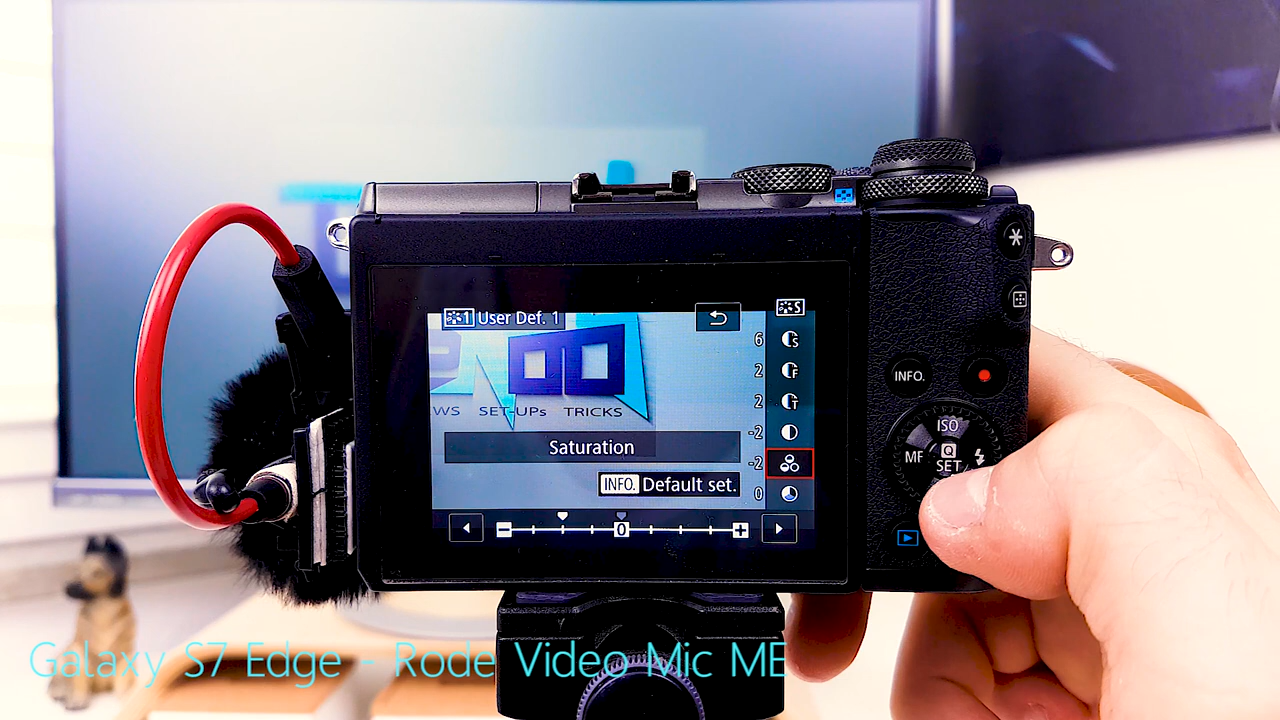 1 User Def. 1
S
6 S
2 F
2 T
-2
-2
0
WS SET-UPs TRICKS
Saturation
INFO. Default set.
0
INFO.
ISO
MF Q SET
Galaxy S7 Edge - Rode Video Mic ME